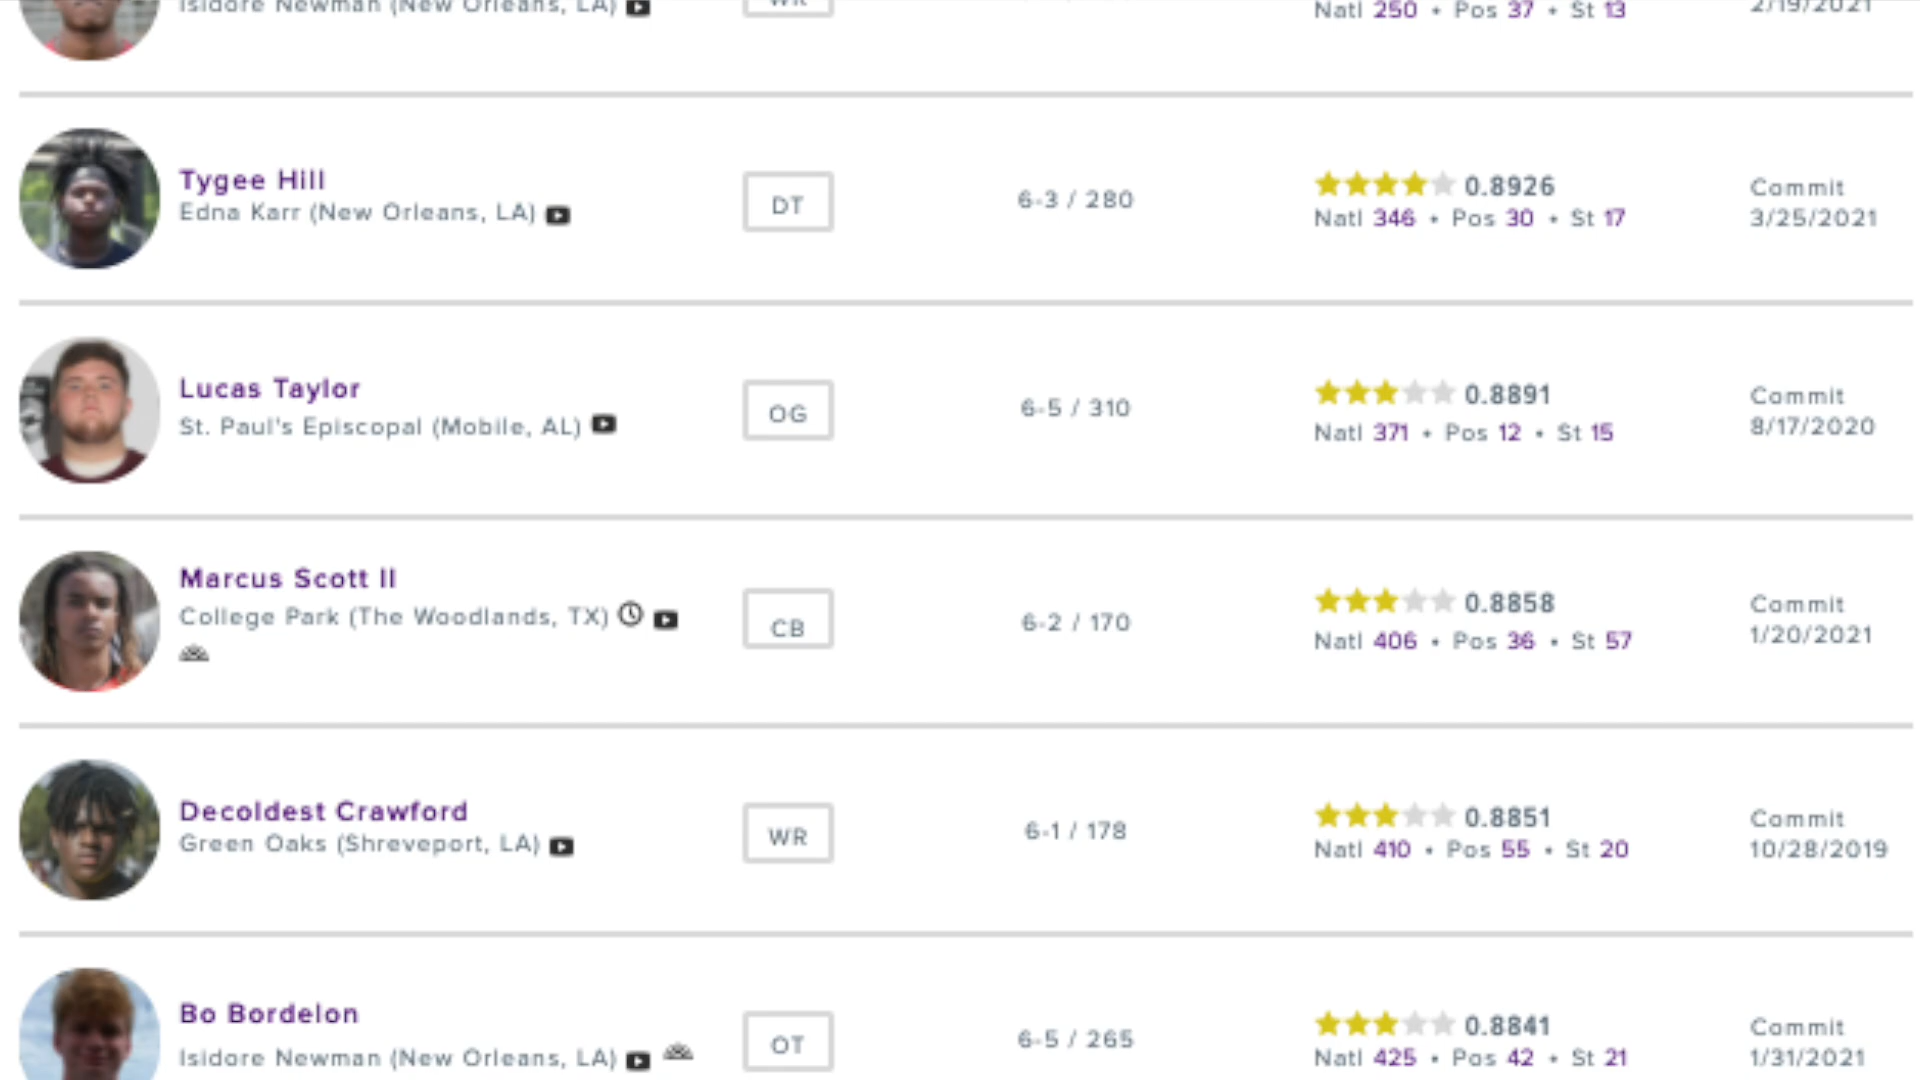 Isidore Newman (New Orleans, LA)
WR
Natl 250 • Pos 37 • St 13
2/19/2021
Tygee Hill
Edna Karr (New Orleans, LA)
DT
6-3 / 280
0.8926
Natl 346 • Pos 30 • St 17
Commit
3/25/2021
Lucas Taylor
St. Paul's Episcopal (Mobile, AL)
OG
6-5 / 310
0.8891
Natl 371 • Pos 12 • St 15
Commit
8/17/2020
Marcus Scott II
College Park (The Woodlands, TX)
CB
6-2 / 170
0.8858
Natl 406 • Pos 36 • St 57
Commit
1/20/2021
Decoldest Crawford
Green Oaks (Shreveport, LA)
WR
6-1 / 178
0.8851
Natl 410 • Pos 55 • St 20
Commit
10/28/2019
Bo Bordelon
Isidore Newman (New Orleans, LA)
OT
6-5 / 265
0.8841
Natl 425 • Pos 42 • St 21
Commit
1/31/2021